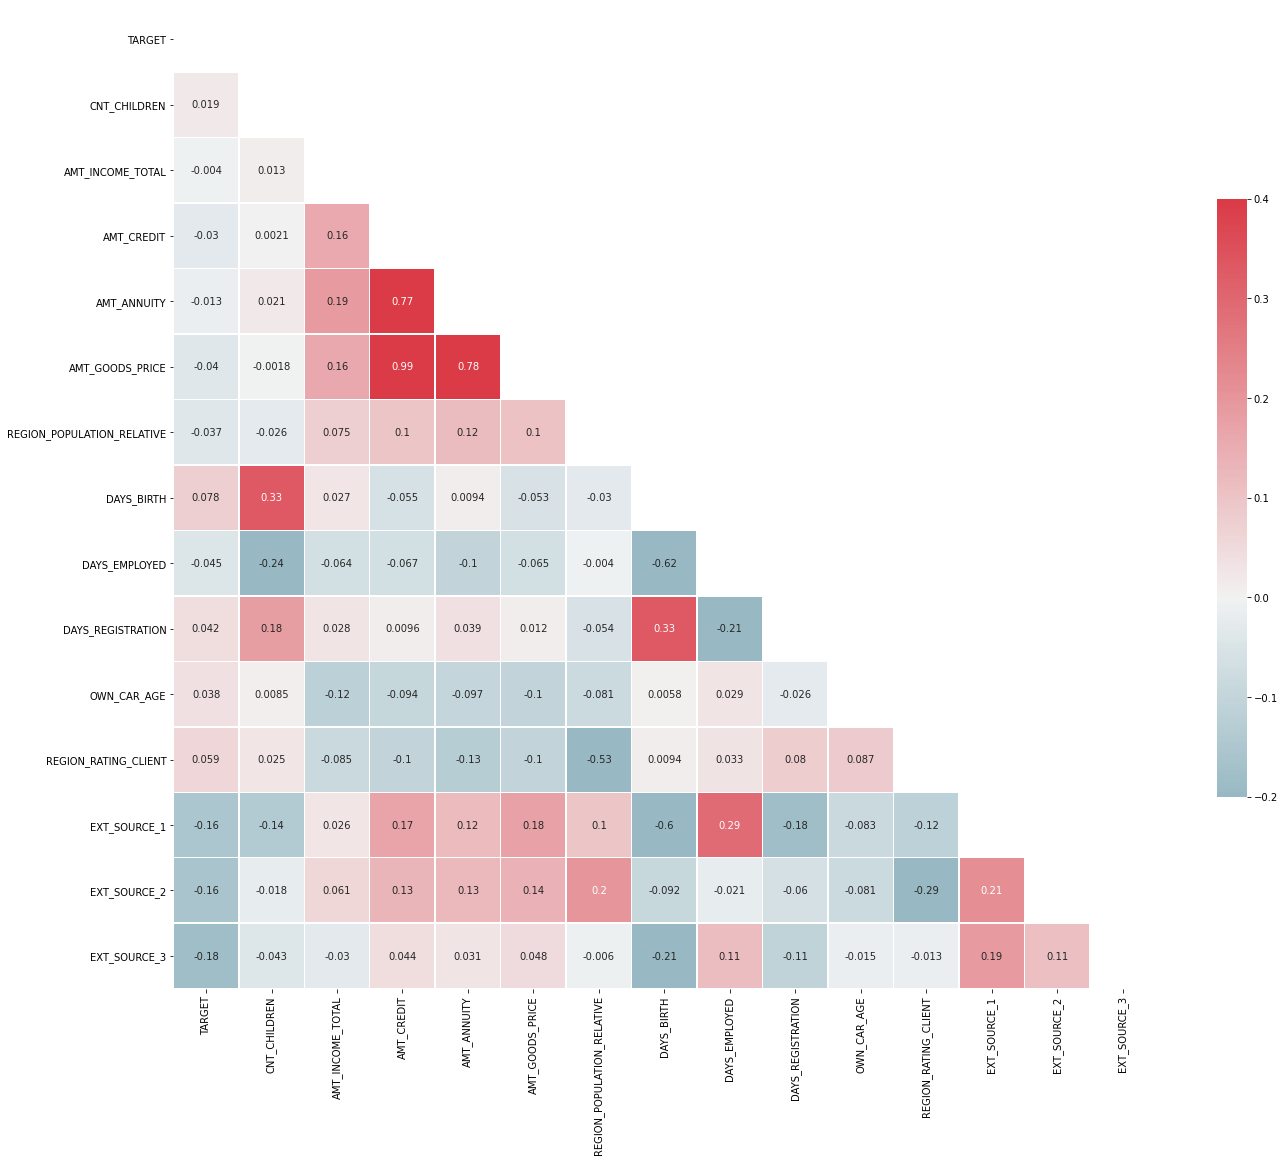 TARGET
CNT_CHILDREN 0.019
AMT_INCOME_TOTAL -0.004 0.013
AMT_CREDIT -0.03 0.0021 0.16
AMT_ANNUITY -0.013 0.021 0.19 0.77
AMT_GOODS_PRICE -0.04 -0.0018 0.16 0.99 0.78
REGION_POPULATION_RELATIVE -0.037 -0.026 0.075 0.1 0.12 0.1
DAYS_BIRTH 0.078 0.33 0.027 -0.055 0.0094 -0.053 -0.03
DAYS_EMPLOYED -0.045 -0.24 -0.064 -0.067 -0.1 -0.065 -0.004 -0.62
DAYS_REGISTRATION 0.042 0.18 0.028 0.0096 0.039 0.012 -0.054 0.33 -0.21
OWN_CAR_AGE 0.038 0.0085 -0.12 -0.094 -0.097 -0.1 -0.081 0.0058 0.029 -0.026
REGION_RATING_CLIENT 0.059 0.025 -0.085 -0.1 -0.13 -0.1 -0.53 0.0094 0.033 0.08 0.087
EXT_SOURCE_1 -0.16 -0.14 0.026 0.17 0.12 0.18 0.1 -0.6 0.29 -0.18 -0.083 -0.12
EXT_SOURCE_2 -0.16 -0.018 0.061 0.13 0.13 0.14 0.2 -0.092 -0.021 -0.06 -0.081 -0.29 0.21
EXT_SOURCE_3 -0.18 -0.043 -0.03 0.044 0.031 0.048 -0.006 -0.21 0.11 -0.11 -0.015 -0.013 0.19 0.11
TARGET
CNT_CHILDREN
AMT_INCOME_TOTAL
AMT_CREDIT
AMT_ANNUITY
AMT_GOODS_PRICE
REGION_POPULATION_RELATIVE
DAYS_BIRTH
DAYS_EMPLOYED
DAYS_REGISTRATION
OWN_CAR_AGE
REGION_RATING_CLIENT
EXT_SOURCE_1
EXT_SOURCE_2
EXT_SOURCE_3
0.4
0.3
0.2
0.1
0.0
−0.1
−0.2